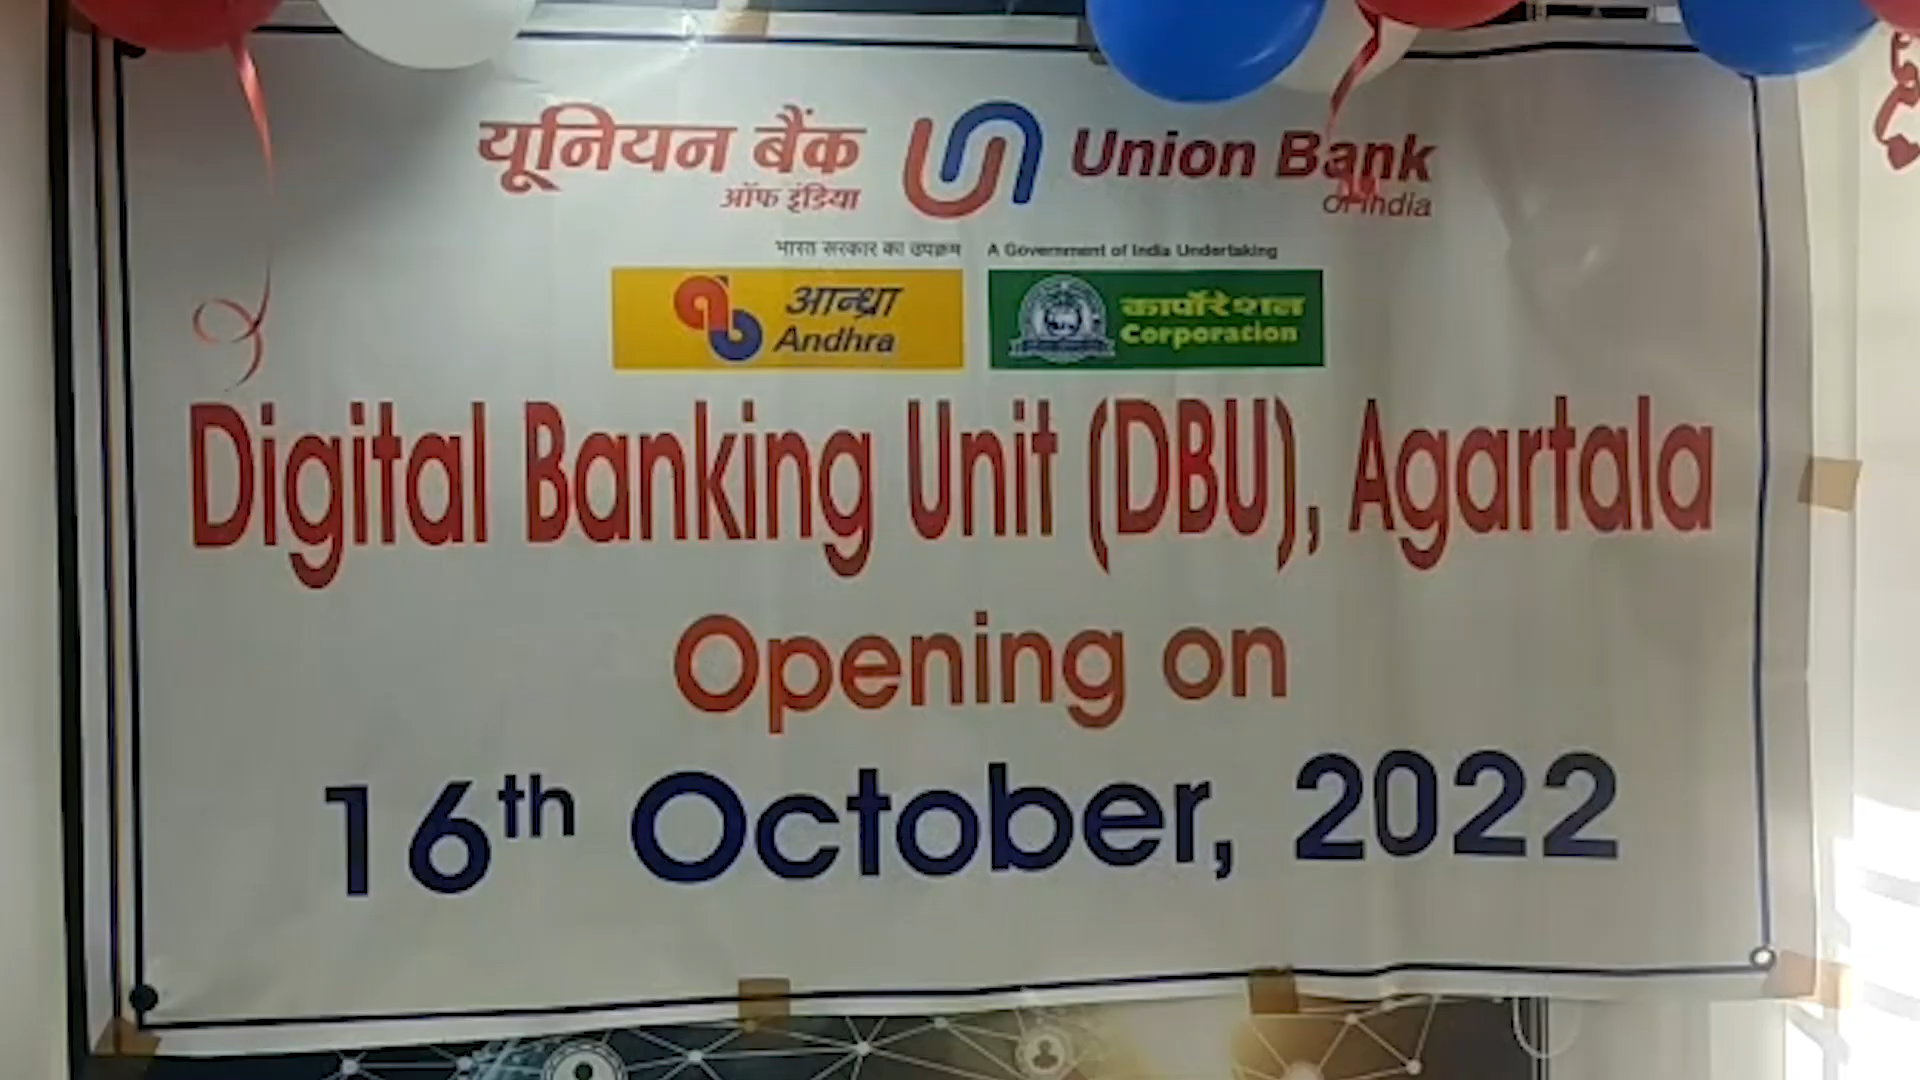 यूनियन बैंक Union Bank
ऑफ इंडिया of India
भारत सरकार का उपक्रम A Government of India Undertaking
आन्ध्रा कार्पोरेशन
Andhra Corporation
Digital Banking Unit (DBU), Agartala
Opening on
16th October, 2022